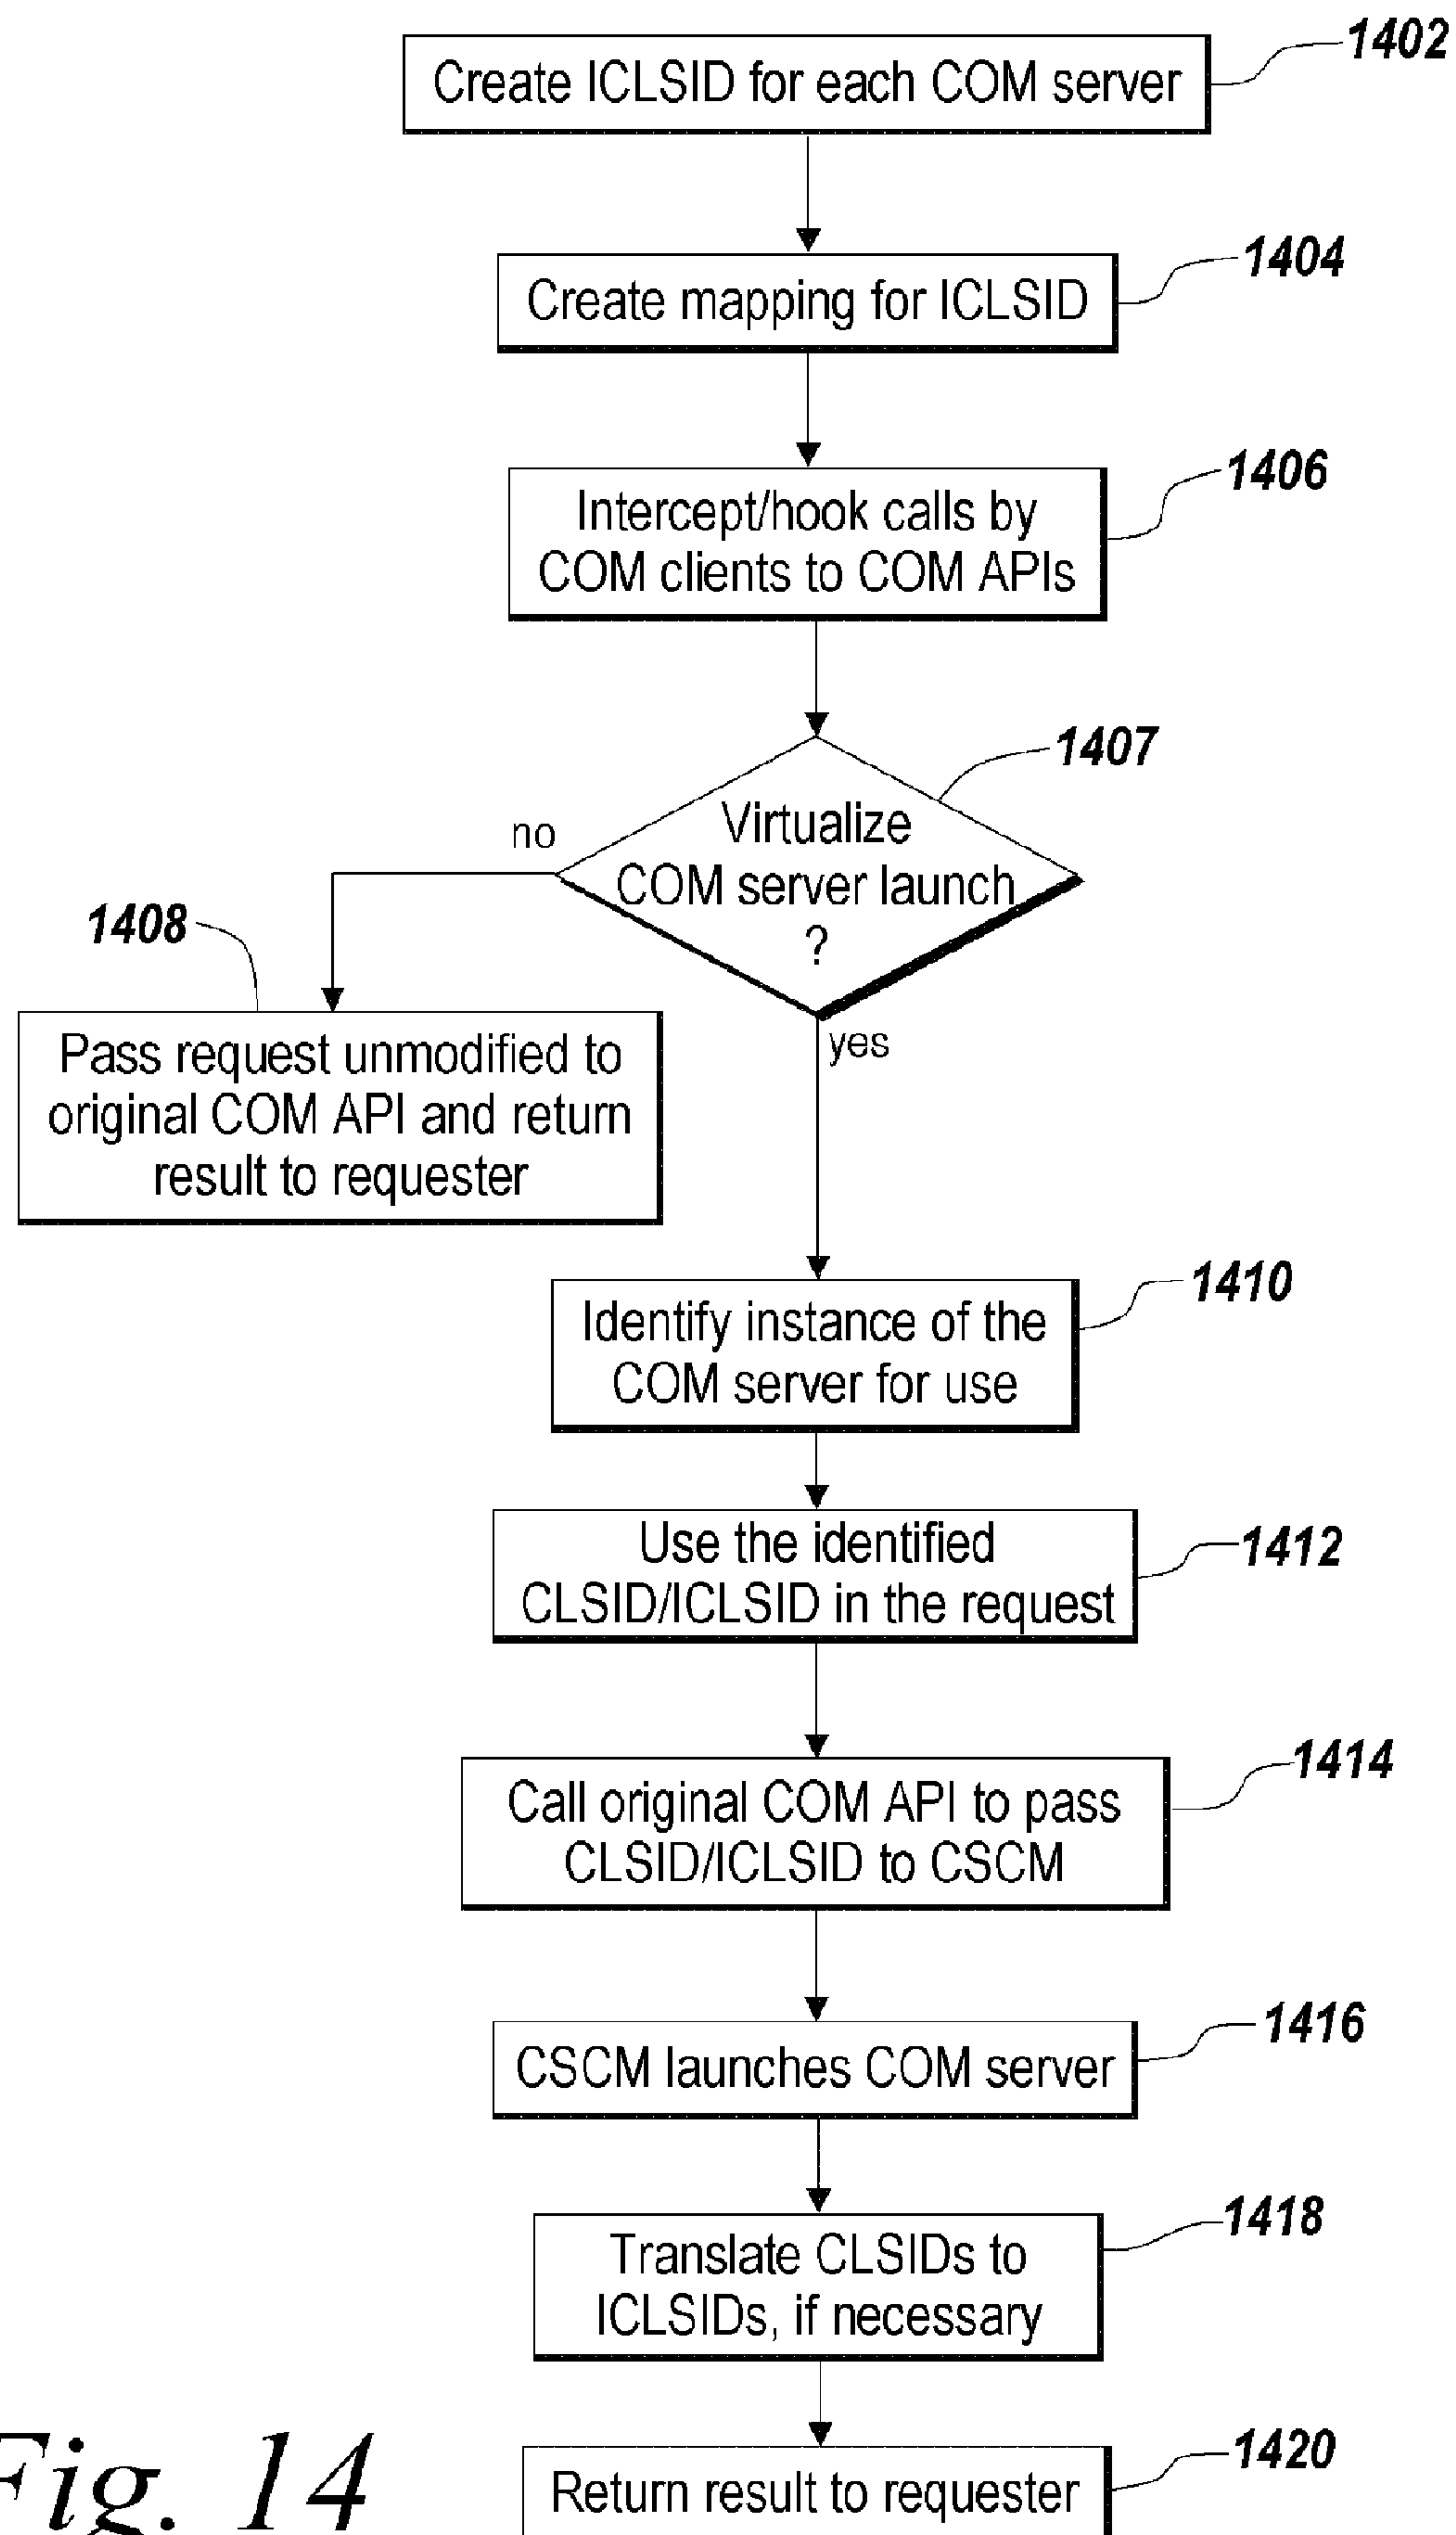 1402
Create ICLSID for each COM server
1404
Create mapping for ICLSID
1406
Intercept/hook calls by
COM clients to COM APIs
1407
Virtualize
COM server launch
?
no
yes
1408
Pass request unmodified to
original COM API and return
result to requester
1410
Identify instance of the
COM server for use
1412
Use the identified
CLSID/ICLSID in the request
1414
Call original COM API to pass
CLSID/ICLSID to CSCM
1416
CSCM launches COM server
1418
Translate CLSIDs to
ICLSIDs, if necessary
1420
Return result to requester
Fig. 14